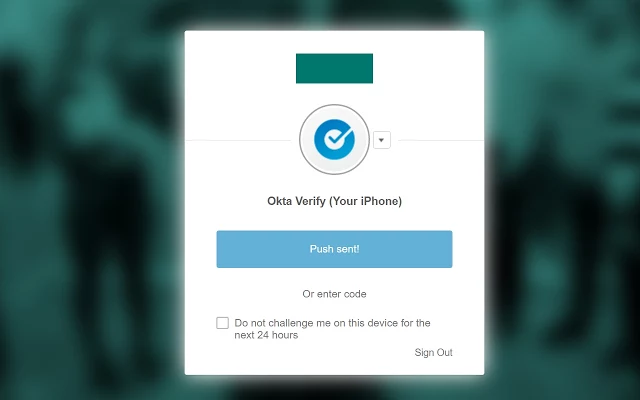 Okta Verify (Your iPhone)
Push sent!
Or enter code
Do not challenge me on this device for the
next 24 hours
Sign Out